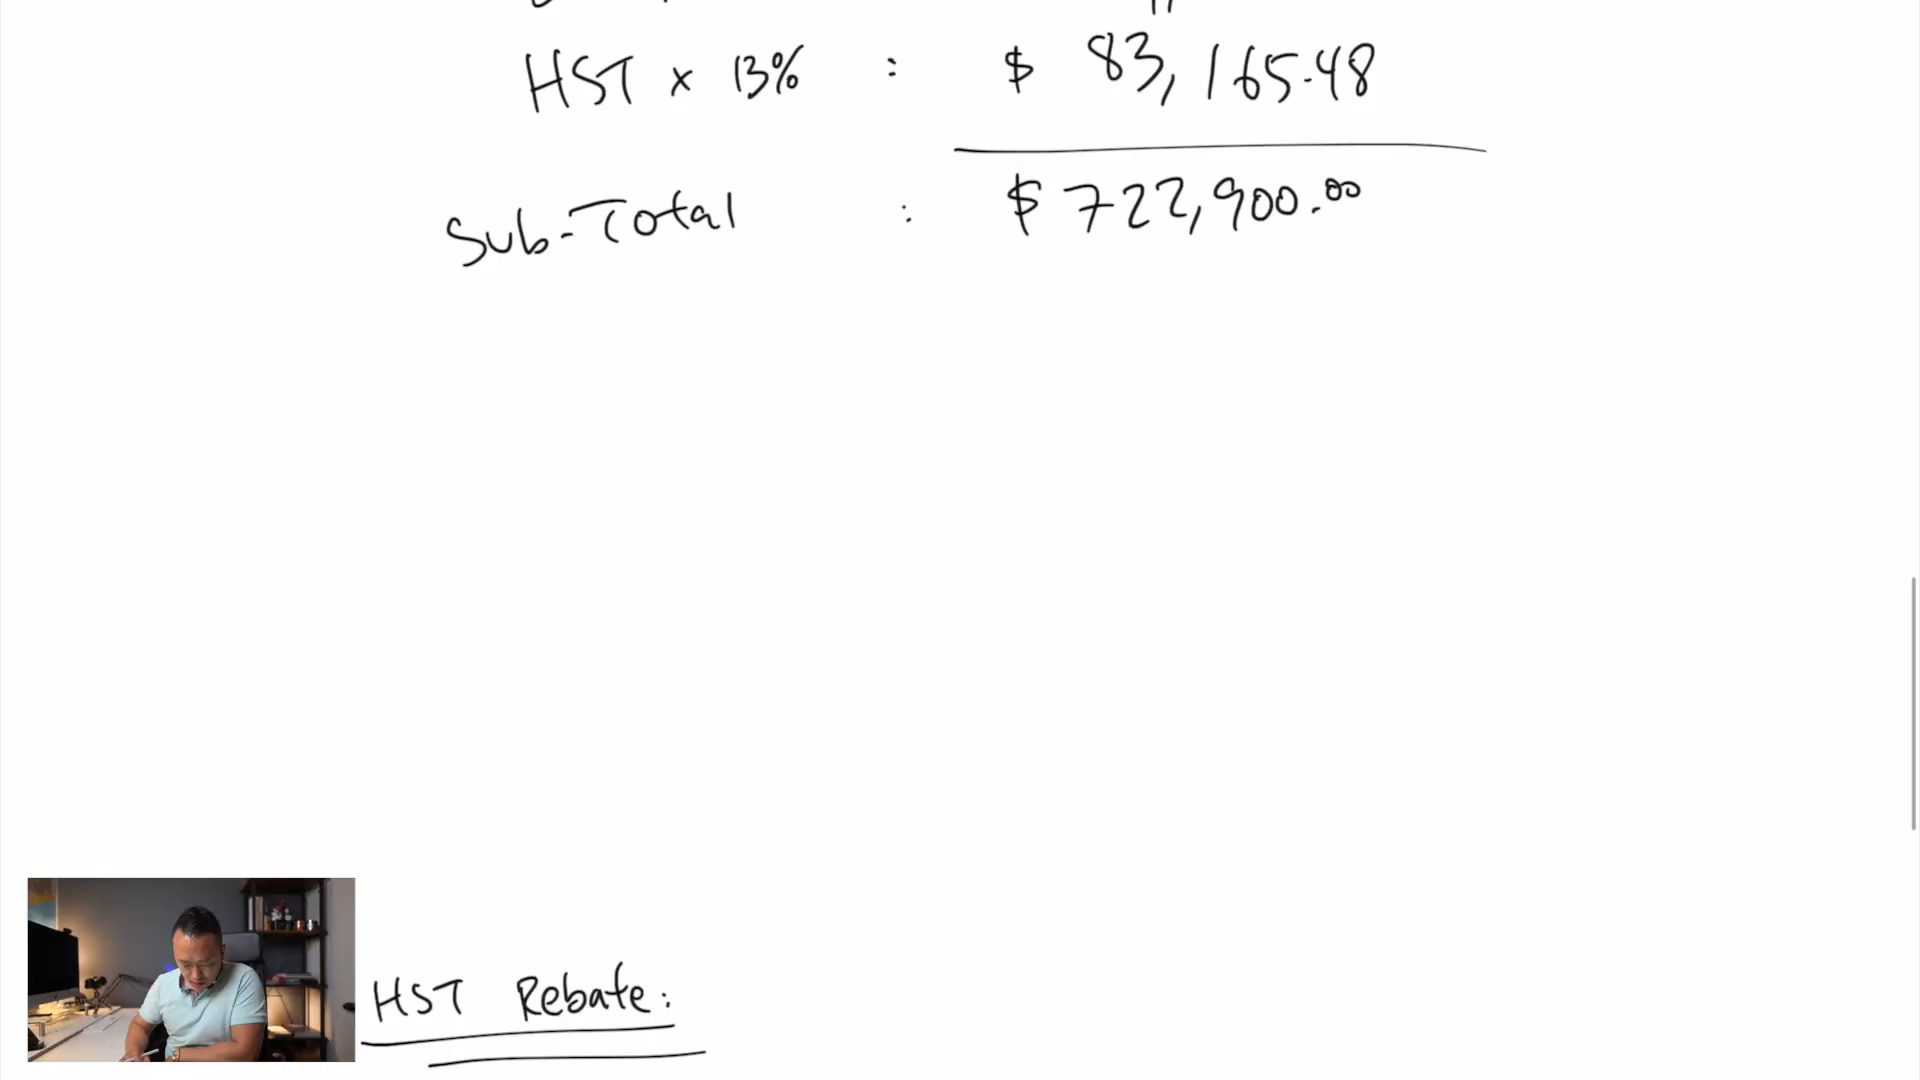 HST x 13% : $ 83,165.48
Sub-Total : $ 722,900.00
HST Rebate: